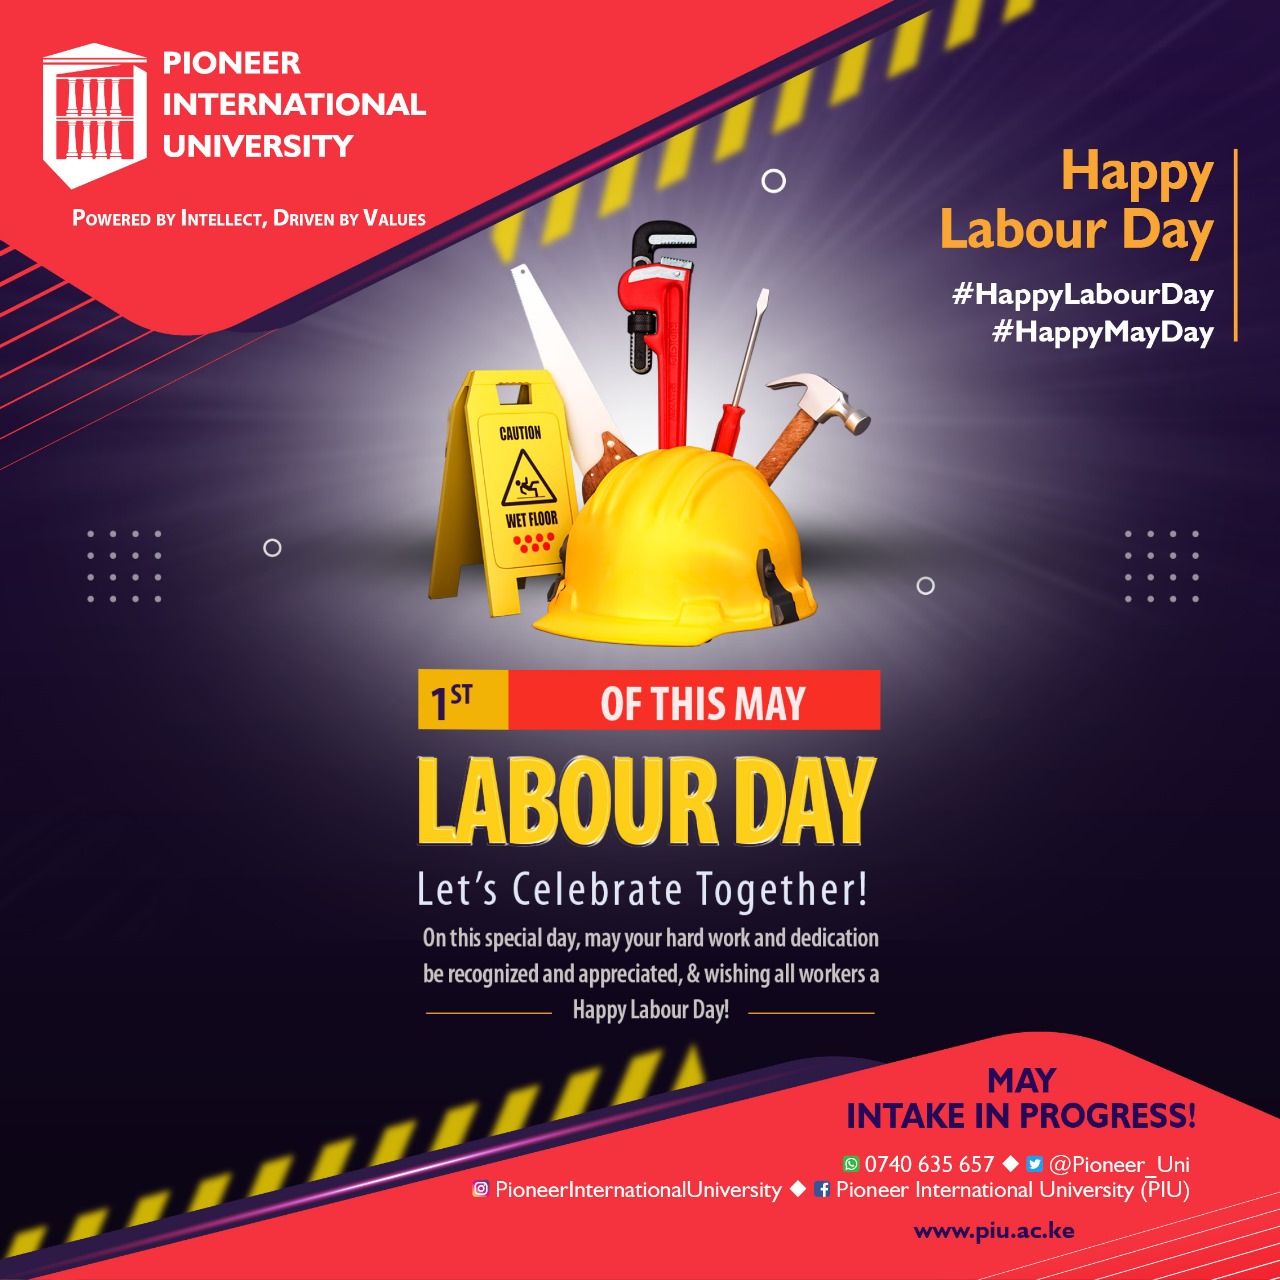 PIONEER
INTERNATIONAL
UNIVERSITY
POWERED BY INTELLECT, DRIVEN BY VALUES
Happy
Labour Day
#HappyLabourDay
#HappyMayDay
CAUTION
WET FLOOR
1ST OF THIS MAY
LABOUR DAY
Let's Celebrate Together!
On this special day, may your hard work and dedication
be recognized and appreciated, & wishing all workers a
Happy Labour Day!
MAY
INTAKE IN PROGRESS!
0740 635 657 ◆ @Pioneer_Uni
PioneerInternationalUniversity ◆ Pioneer International University (PIU)
www.piu.ac.ke